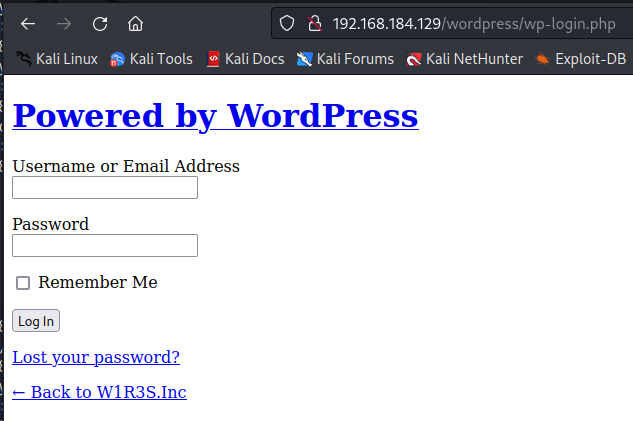 192.168.184.129/wordpress/wp-login.php
Kali Linux Kali Tools Kali Docs Kali Forums Kali NetHunter Exploit-DB
Powered by WordPress
Username or Email Address
Password
Remember Me
Log In
Lost your password?
← Back to W1R3S.Inc